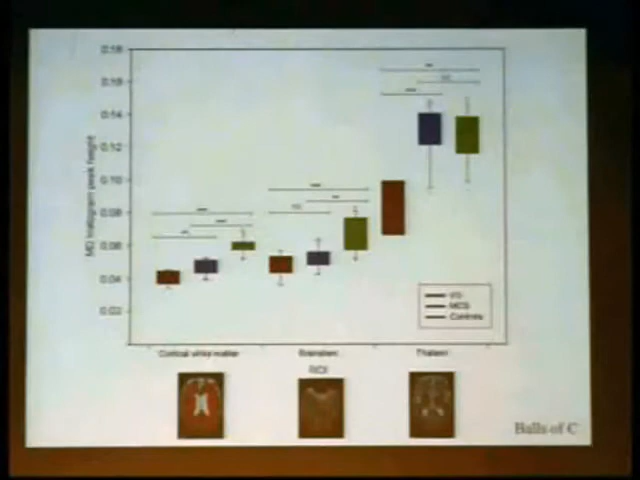 0.18
0.16
0.14
0.12
0.10
0.08
0.06
0.04
0.02
MD histogram peak height
VS
MCS
Controls
Cortical white matter
Brainstem
Thalami
ROI
Balls of C